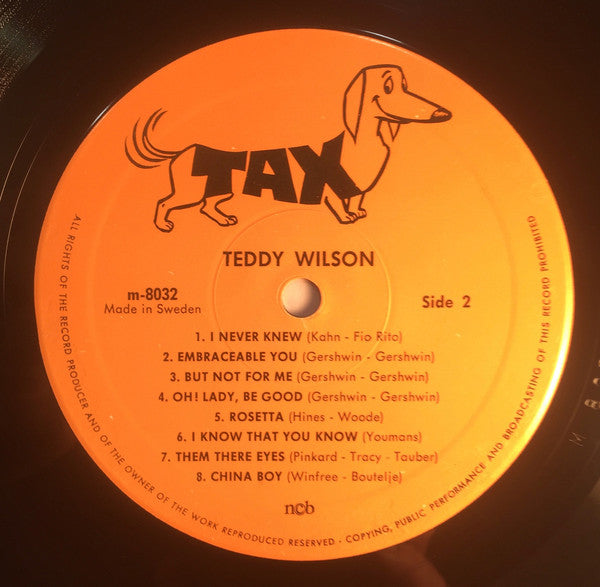 TAX
TEDDY WILSON
m-8032
Made in Sweden
Side 2
1. I NEVER KNEW (Kahn - Fio Rito)
2. EMBRACEABLE YOU (Gershwin - Gershwin)
3. BUT NOT FOR ME (Gershwin - Gershwin)
4. OH! LADY, BE GOOD (Gershwin - Gershwin)
5. ROSETTA (Hines - Woode)
6. I KNOW THAT YOU KNOW (Youmans)
7. THEM THERE EYES (Pinkard - Tracy - Tauber)
8. CHINA BOY (Winfree - Boutelje)
ncb
ALL RIGHTS OF THE RECORD PRODUCER AND OF THE OWNER OF THE WORK REPRODUCED RESERVED - COPYING, PUBLIC PERFORMANCE AND BROADCASTING OF THIS RECORD PROHIBITED